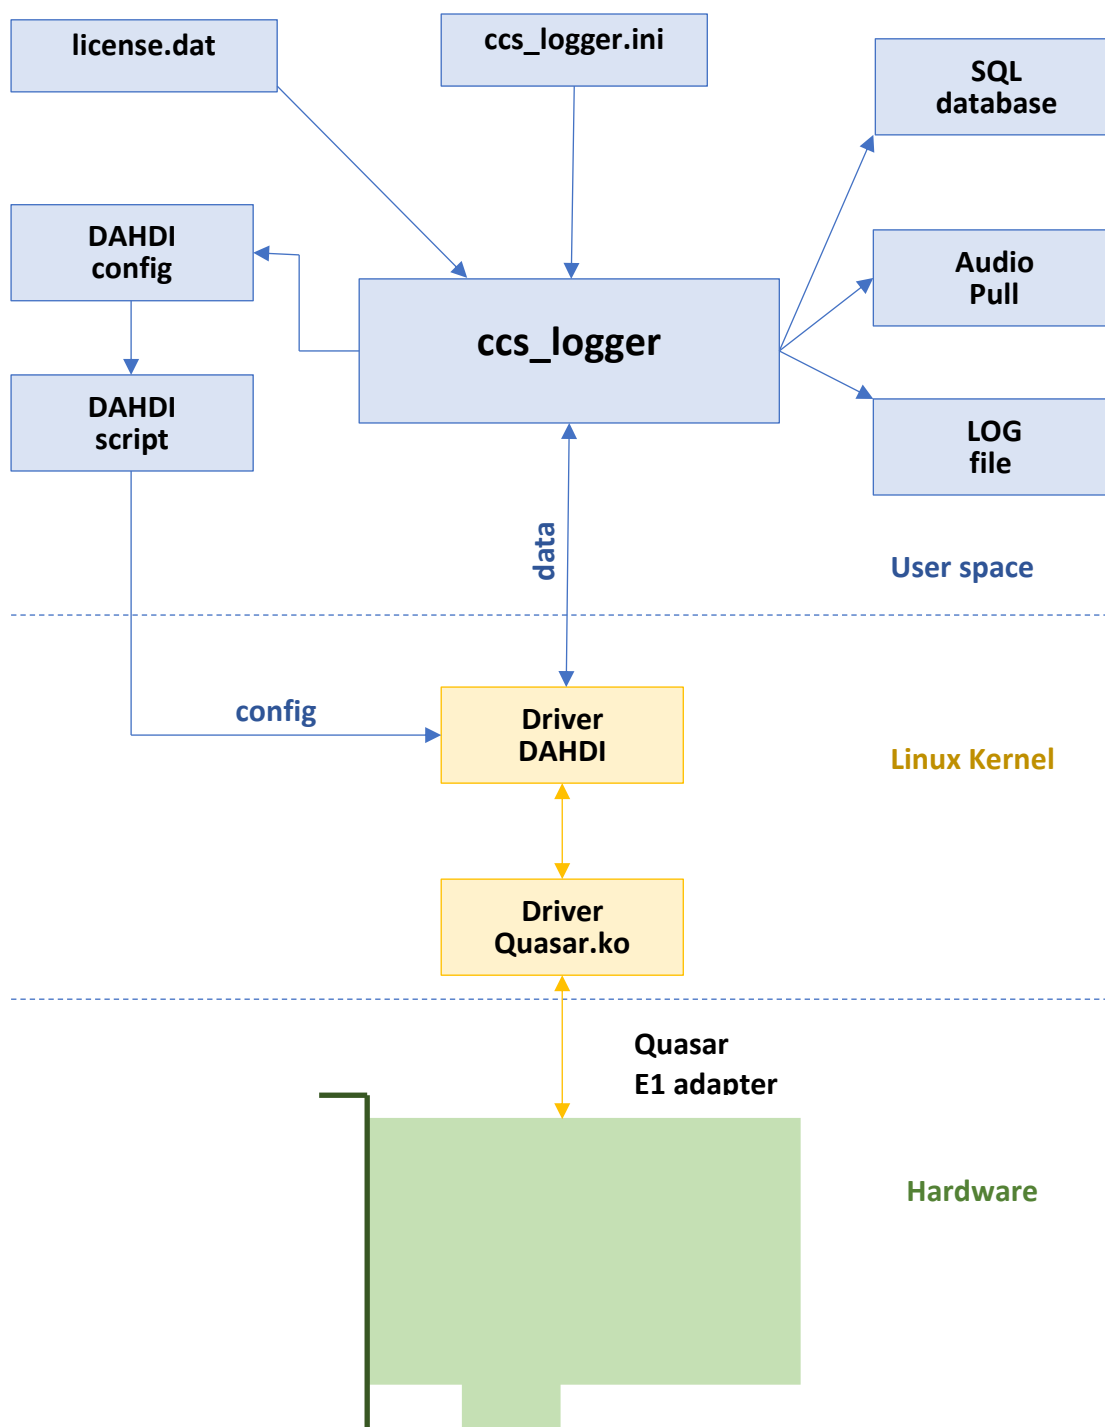 license.dat
ccs_logger.ini
SQL
database
DAHDI
config
Audio
Pull
ccs_logger
DAHDI
script
LOG
file
data
User space
config
Driver
DAHDI
Linux Kernel
Driver
Quasar.ko
Quasar
E1 adapter
Hardware